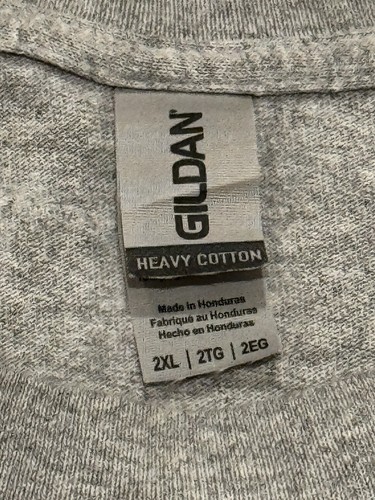 GILDAN
HEAVY COTTON
Made in Honduras
Fabriqué au Honduras
Hecho en Honduras
2XL | 2TG | 2EG